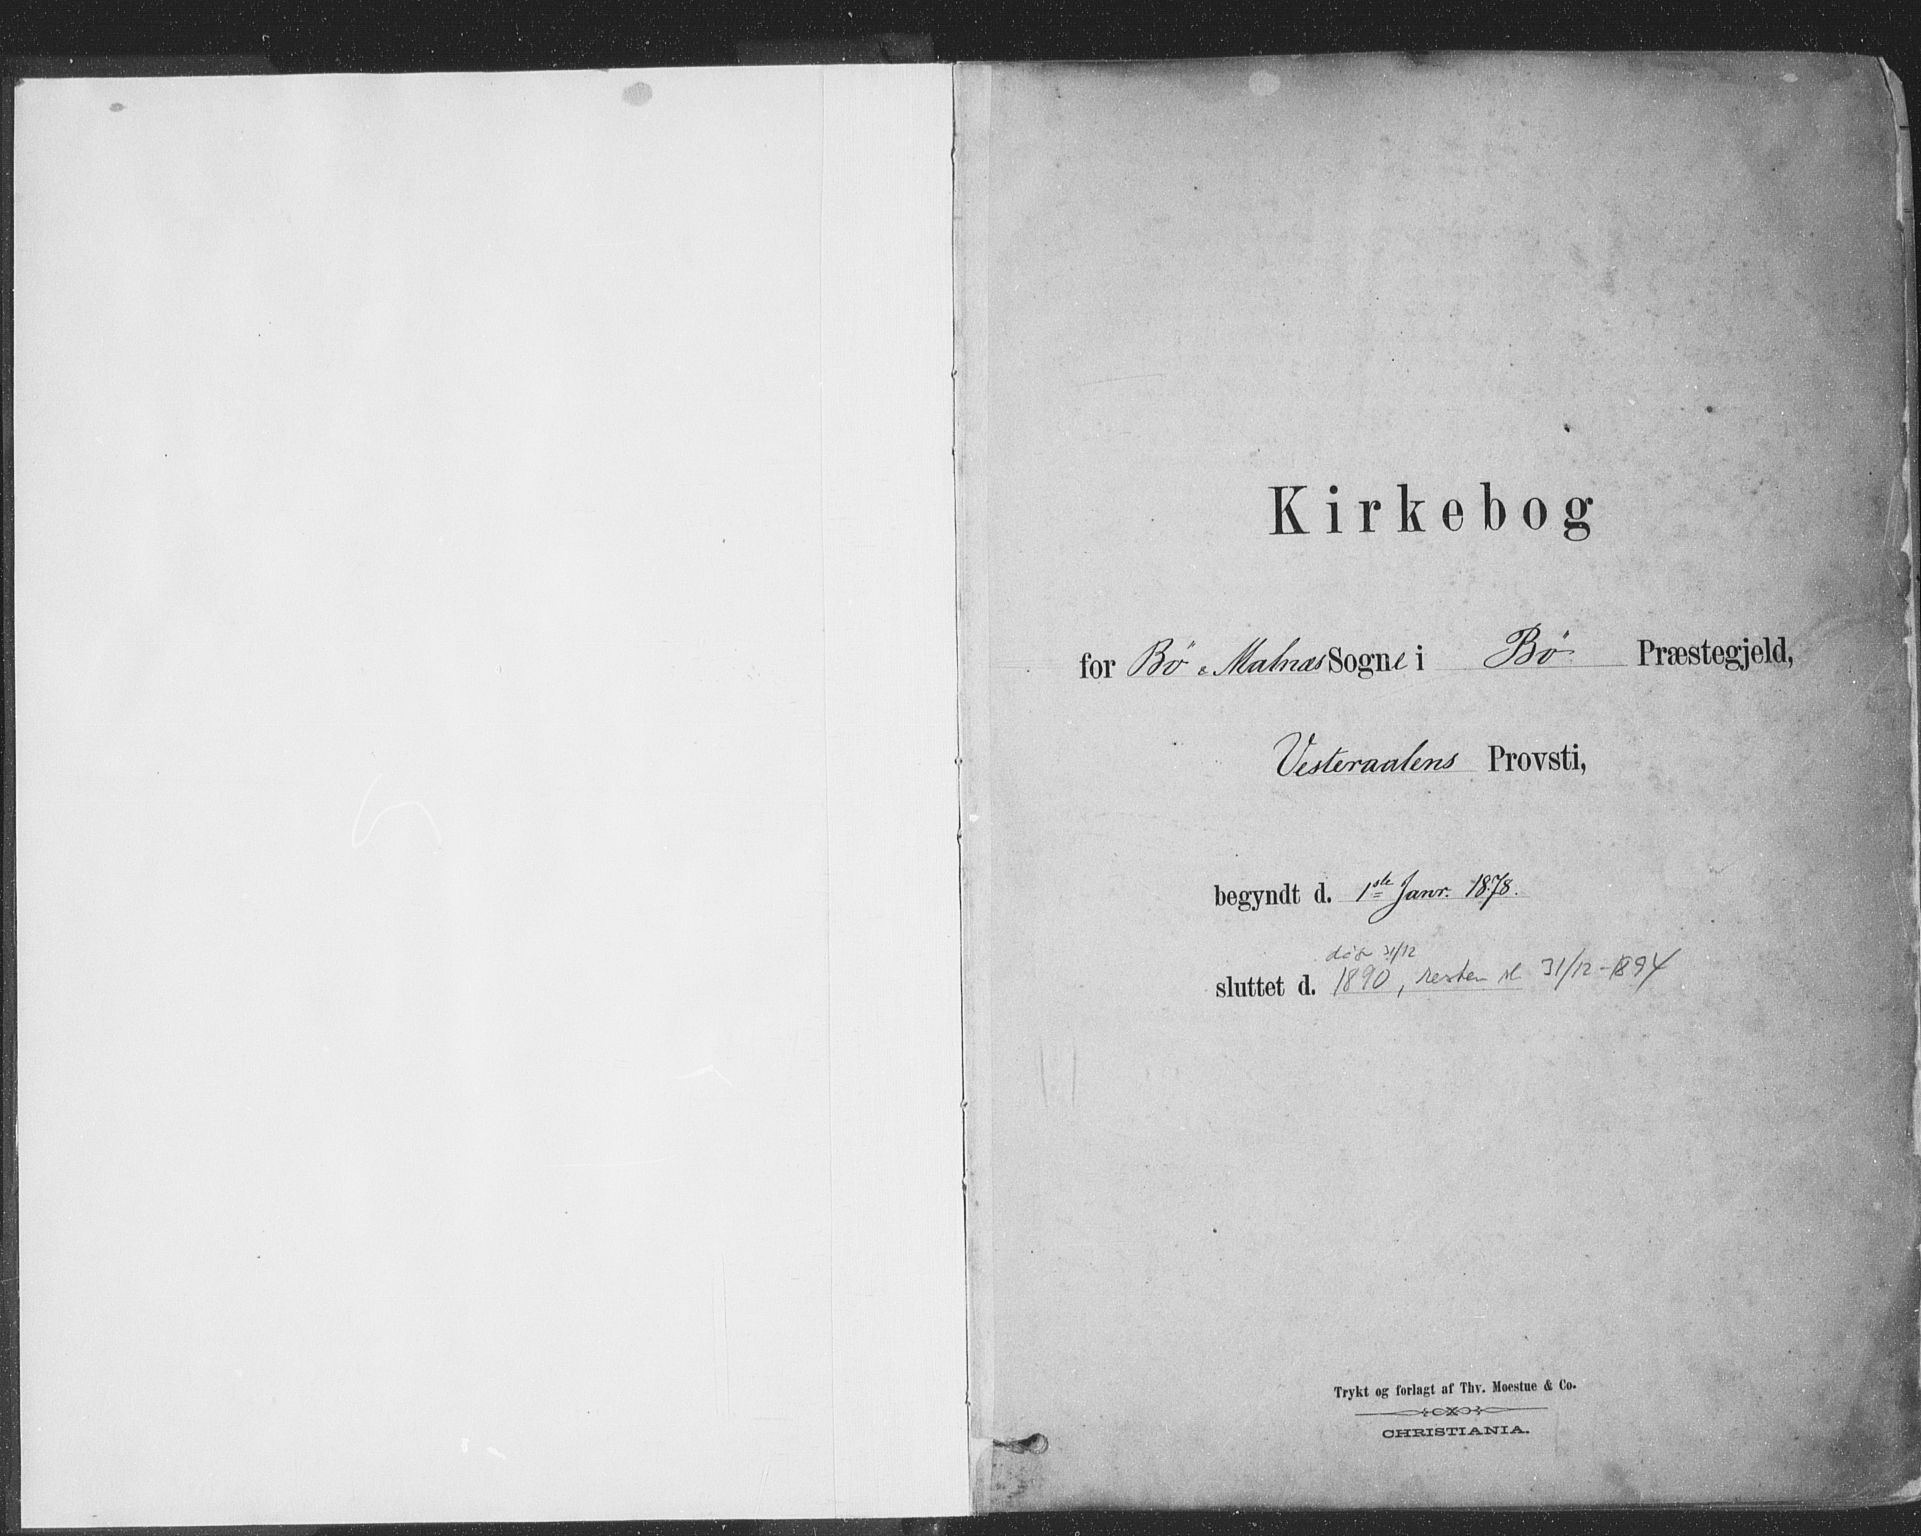 Kirkebog
for Bö & Malnæs Sogne i Bö Præstegjeld,
Vesteraalens Provsti,
begyndt d. 1ste Janr. 1878.
31/12
sluttet d. 1890, resten til 31/12-1894
Trykt og forlagt af Thv. Moestue & Co.
CHRISTIANIA.